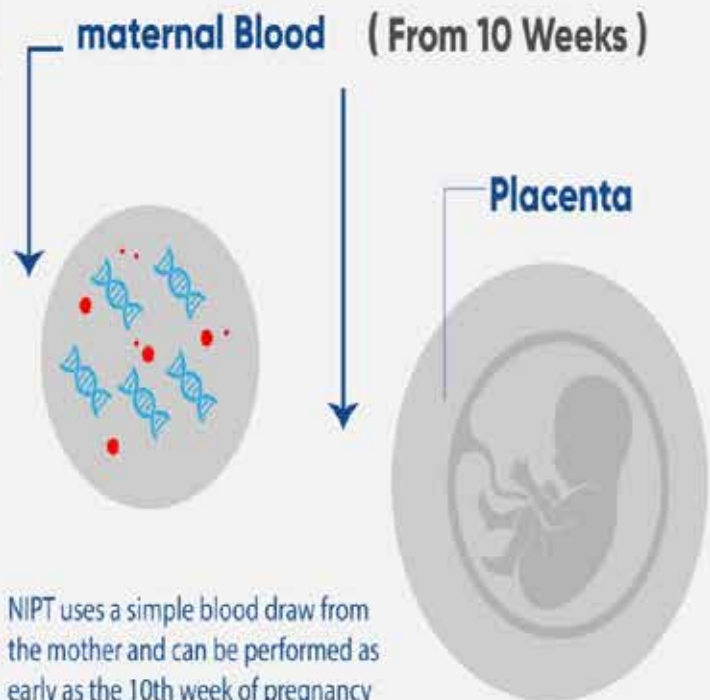 maternal Blood ( From 10 Weeks )
Placenta
NIPT uses a simple blood draw from
the mother and can be performed as
early as the 10th week of pregnancy